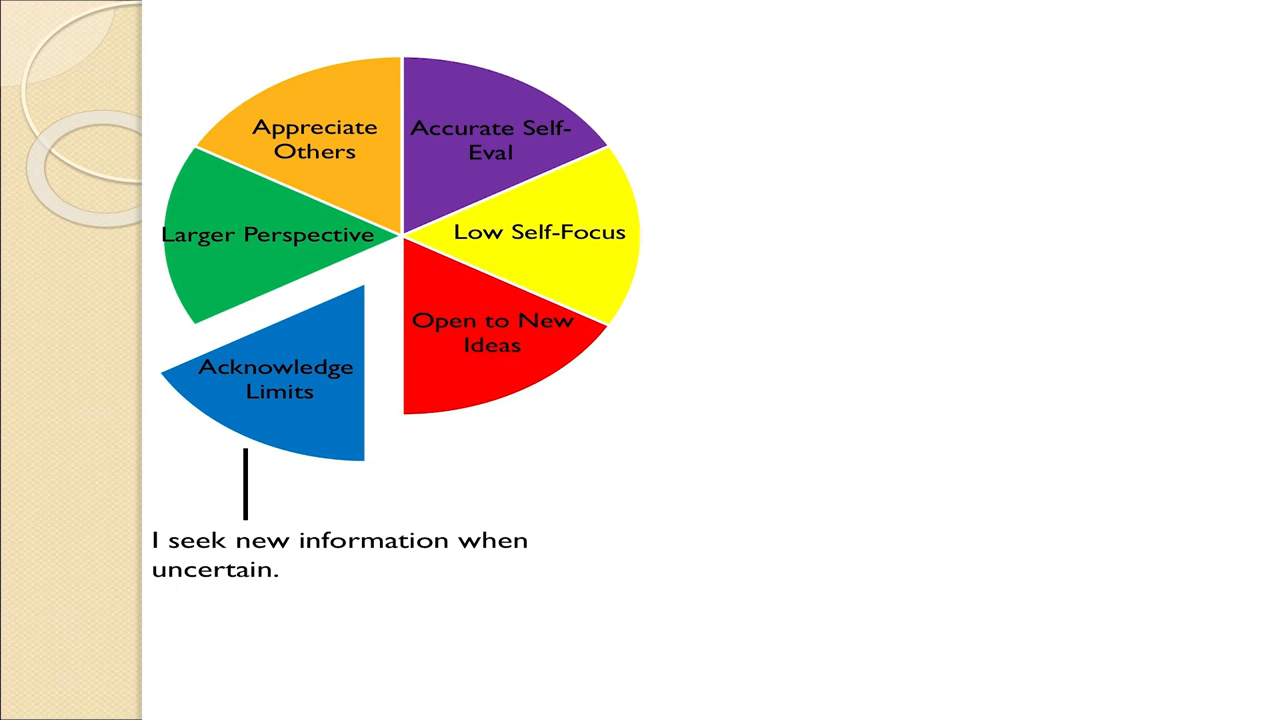 Appreciate
Others
Accurate Self-
Eval
Larger Perspective
Low Self-Focus
Open to New
Ideas
Acknowledge
Limits
I seek new information when
uncertain.